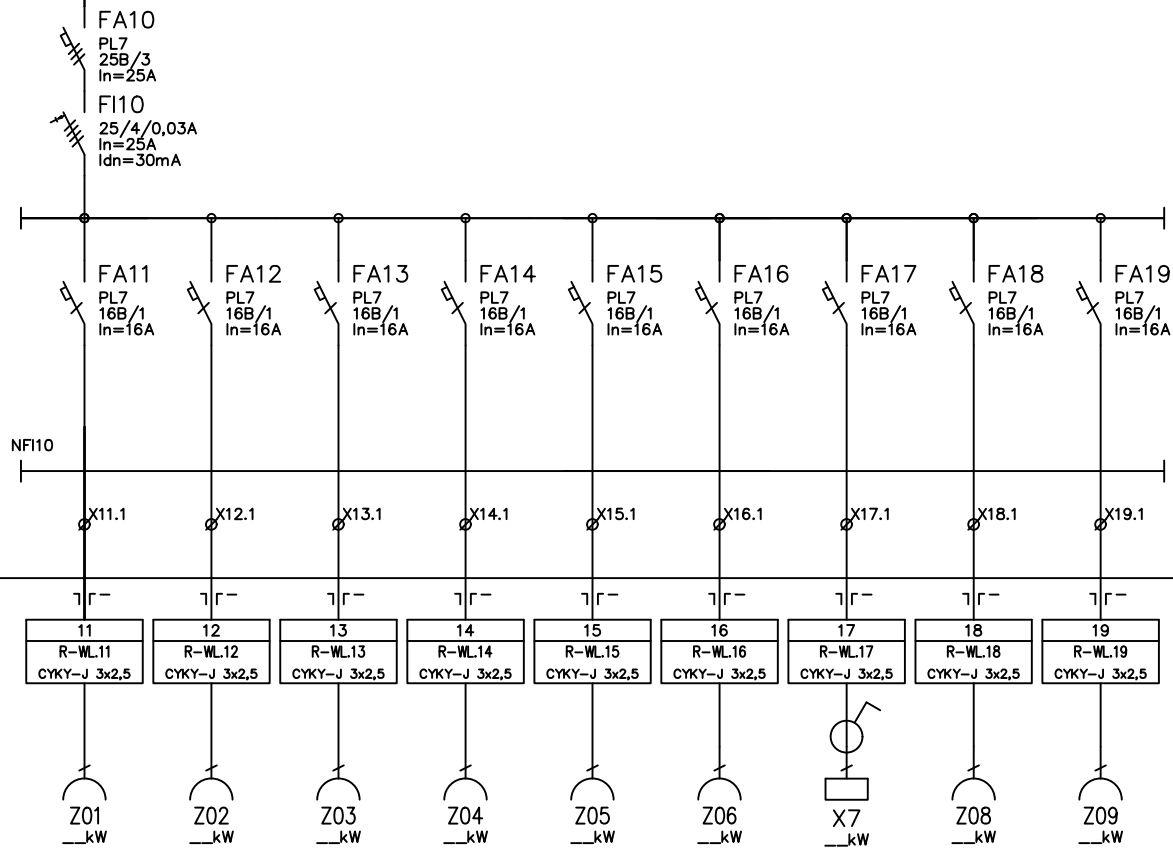 FA10
PL7
25B/3
In=25A
FI10
25/4/0,03A
In=25A
Idn=30mA
FA11 FA12 FA13 FA14 FA15 FA16 FA17 FA18 FA19
PL7 PL7 PL7 PL7 PL7 PL7 PL7 PL7 PL7
16B/1 16B/1 16B/1 16B/1 16B/1 16B/1 16B/1 16B/1 16B/1
In=16A In=16A In=16A In=16A In=16A In=16A In=16A In=16A In=16A
NFI10
X11.1 X12.1 X13.1 X14.1 X15.1 X16.1 X17.1 X18.1 X19.1
11 12 13 14 15 16 17 18 19
R-WL.11 R-WL.12 R-WL.13 R-WL.14 R-WL.15 R-WL.16 R-WL.17 R-WL.18 R-WL.19
CYKY-J 3x2,5 CYKY-J 3x2,5 CYKY-J 3x2,5 CYKY-J 3x2,5 CYKY-J 3x2,5 CYKY-J 3x2,5 CYKY-J 3x2,5 CYKY-J 3x2,5 CYKY-J 3x2,5
Z01 Z02 Z03 Z04 Z05 Z06 X7 Z08 Z09
__kW __kW __kW __kW __kW __kW __kW __kW __kW